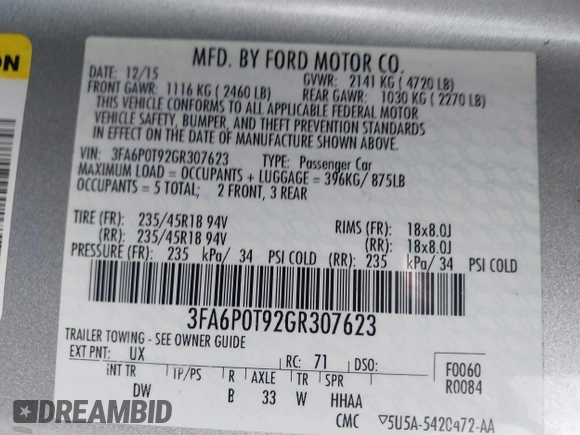 ON
MFD. BY FORD MOTOR CO.
DATE: 12/15 GVWR: 2141 KG ( 4720 LB)
FRONT GAWR: 1116 KG ( 2460 LB) REAR GAWR: 1030 KG ( 2270 LB)
THIS VEHICLE CONFORMS TO ALL APPLICABLE FEDERAL MOTOR
VEHICLE SAFETY, BUMPER, AND THEFT PREVENTION STANDARDS
IN EFFECT ON THE DATE OF MANUFACTURE SHOWN ABOVE.
VIN: 3FA6P0T92GR307623 TYPE: Passenger Car
MAXIMUM LOAD = OCCUPANTS + LUGGAGE = 396KG/ 875LB
OCCUPANTS = 5 TOTAL; 2 FRONT, 3 REAR
TIRE (FR): 235/45R18 94V RIMS (FR): 18x8.0J
(RR): 235/45R18 94V (RR): 18x8.0J
PRESSURE (FR): 235 kPa/ 34 PSI COLD (RR): 235 kPa/ 34 PSI COLD
3FA6P0T92GR307623
TRAILER TOWING - SEE OWNER GUIDE
EXT PNT: UX RC: 71 DSO: F0060
R0084
INT TR TP/PS R AXLE TR SPR
DW B 33 W HHAA
CMC ▽5U5A-5420472-AA
DREAMBID